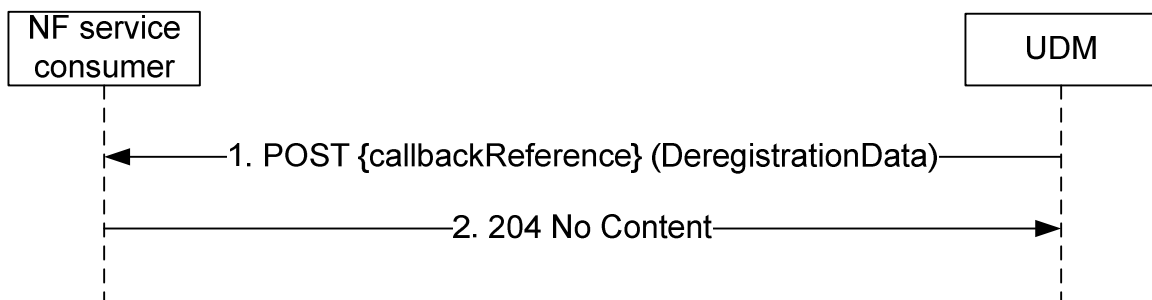 NF service
consumer
UDM
1. POST {callbackReference} (DeregistrationData)
2. 204 No Content